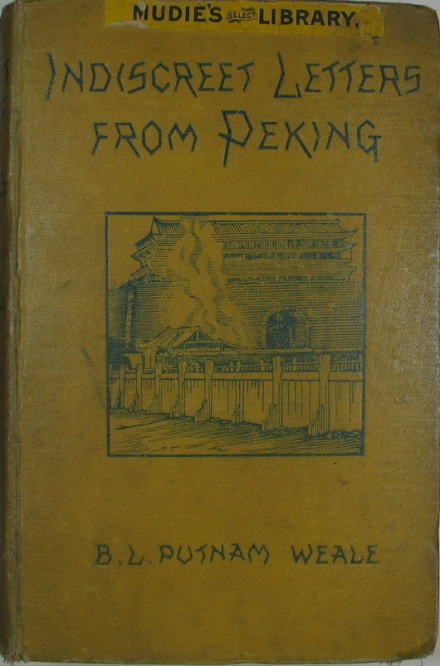 MUDIE'S SELECT LIBRARY.
INDISCREET LETTERS
FROM PEKING
B. L. PUTNAM WEALE